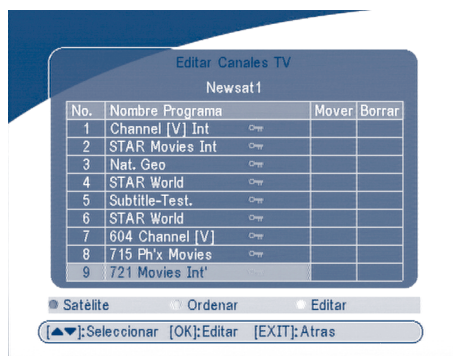 Editar Canales TV
Newsat1
No. Nombre Programa Mover Borrar
1 Channel [V] Int
2 STAR Movies Int
3 Nat. Geo
4 STAR World
5 Subtitle-Test.
6 STAR World
7 604 Channel [V]
8 715 Ph'x Movies
9 721 Movies Int'
Satélite Ordenar Editar
[▲▼]:Seleccionar [OK]:Editar [EXIT]:Atras